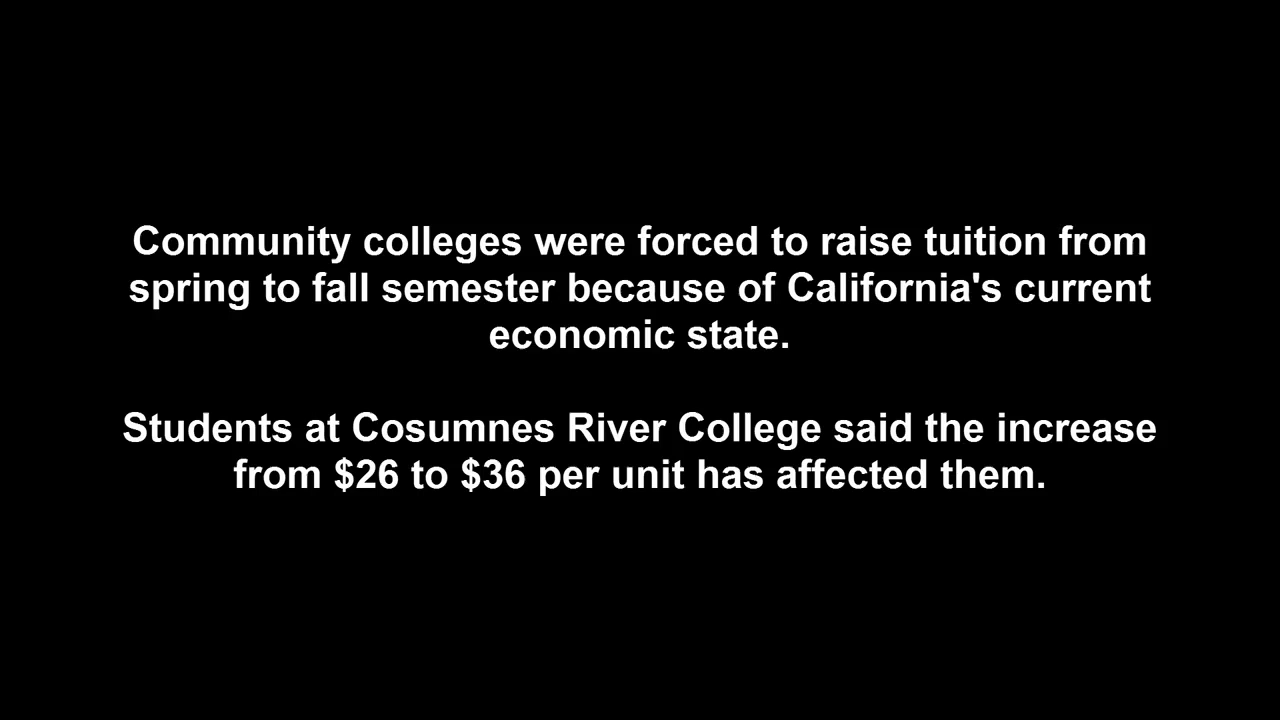 Community colleges were forced to raise tuition from
spring to fall semester because of California's current
economic state.
Students at Cosumnes River College said the increase
from $26 to $36 per unit has affected them.